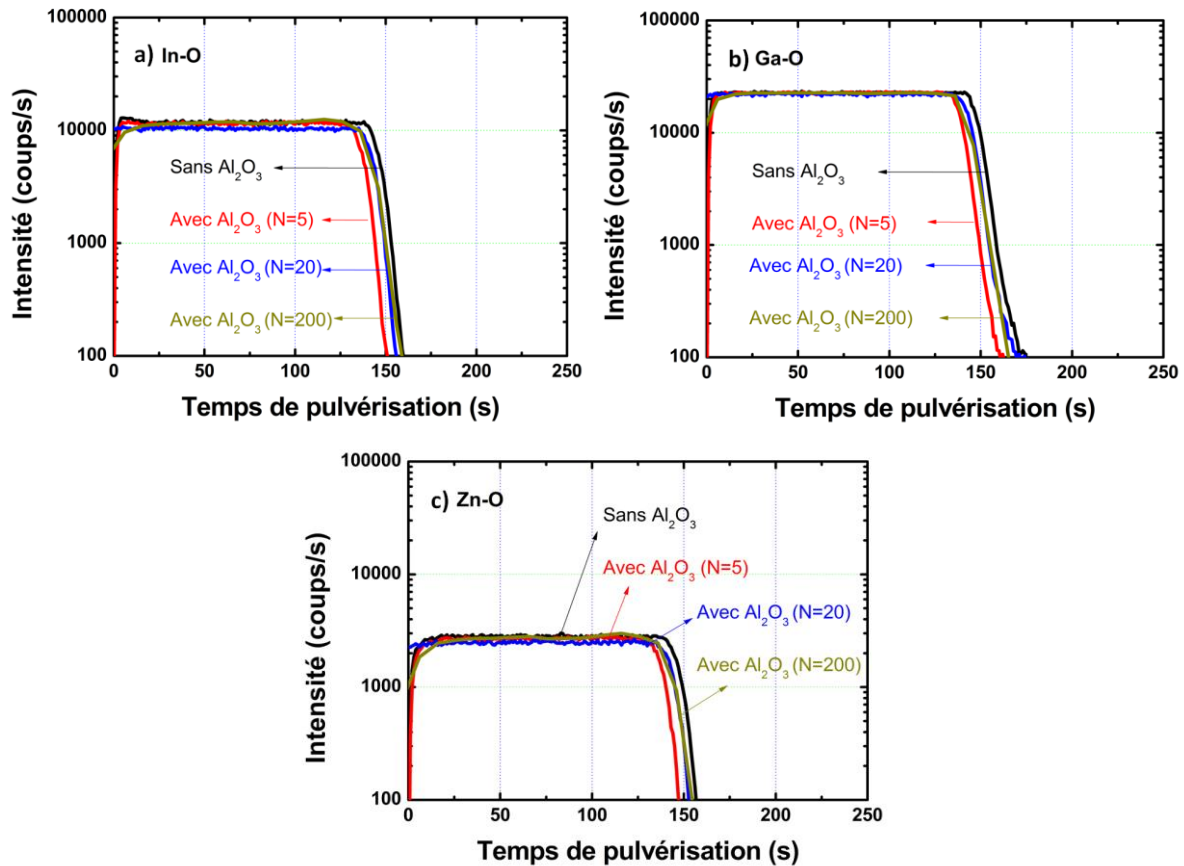 a) In-O
Intensité (coups/s)
100000
10000
1000
100
Sans Al₂O₃
Avec Al₂O₃ (N=5)
Avec Al₂O₃ (N=20)
Avec Al₂O₃ (N=200)
0 50 100 150 200 250
Temps de pulvérisation (s)
b) Ga-O
Intensité (coups/s)
100000
10000
1000
100
Sans Al₂O₃
Avec Al₂O₃ (N=5)
Avec Al₂O₃ (N=20)
Avec Al₂O₃ (N=200)
0 50 100 150 200 250
Temps de pulvérisation (s)
c) Zn-O
Intensité (coups/s)
100000
10000
1000
100
Sans Al₂O₃
Avec Al₂O₃ (N=5)
Avec Al₂O₃ (N=20)
Avec Al₂O₃ (N=200)
0 50 100 150 200 250
Temps de pulvérisation (s)